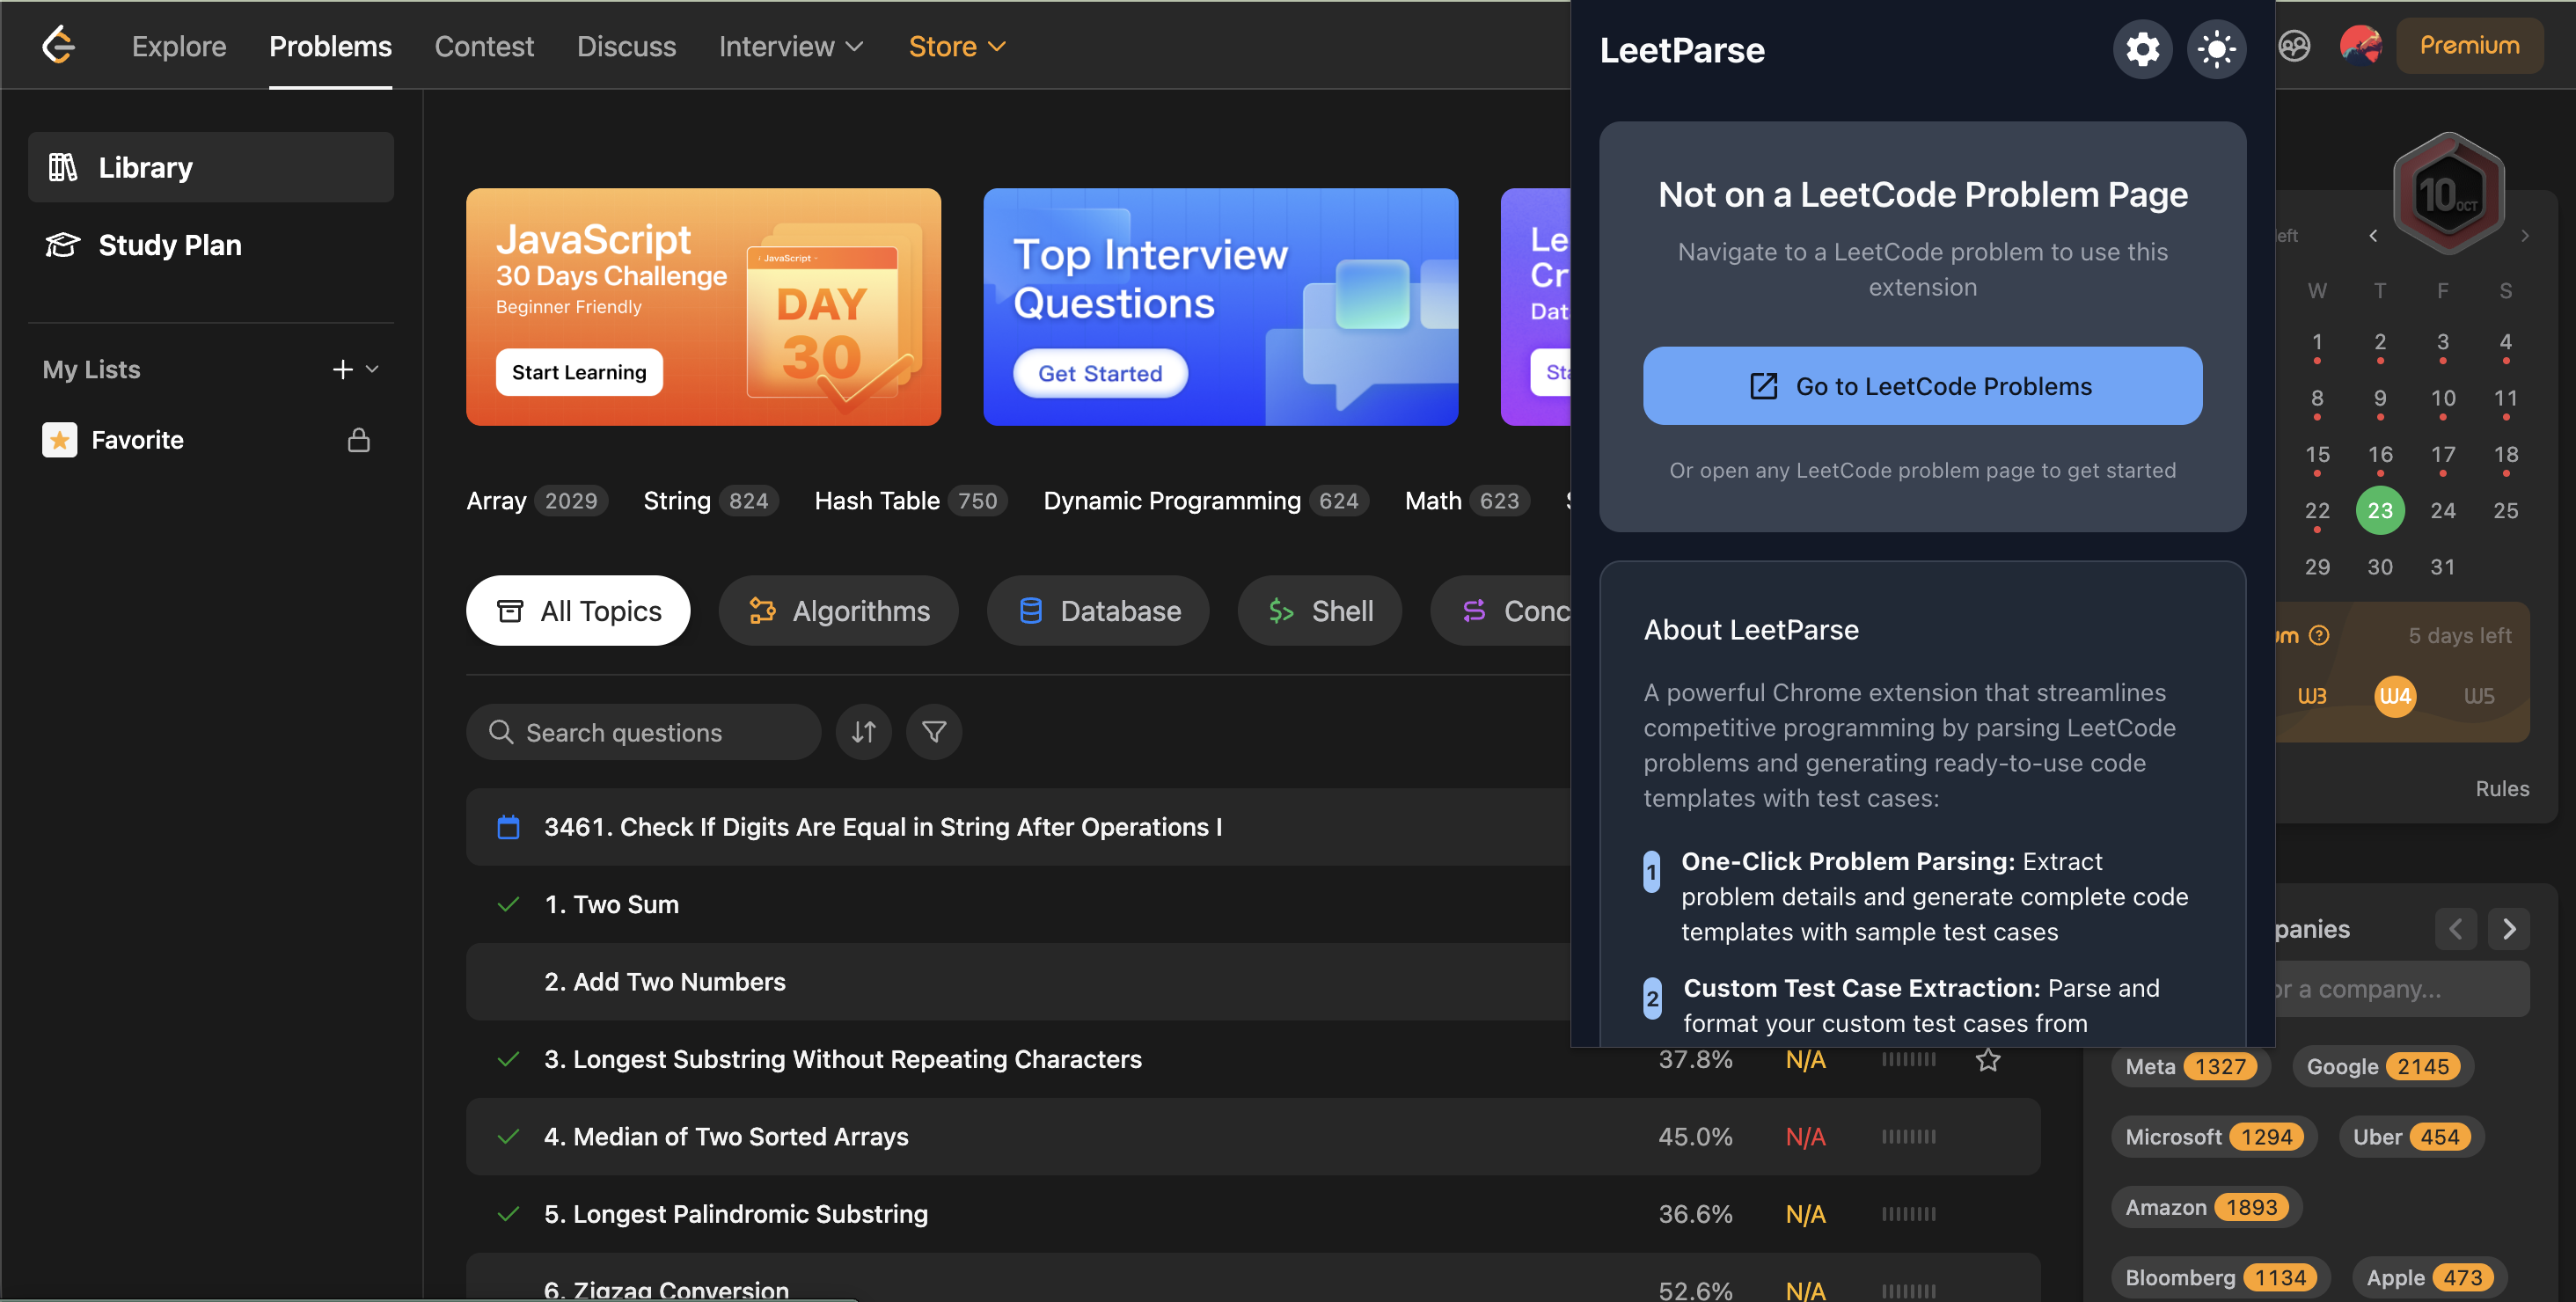 Explore Problems Contest Discuss Interview Store
Premium
Library
Study Plan
My Lists
Favorite
JavaScript
30 Days Challenge
Beginner Friendly
Start Learning
JavaScript
DAY
30
Top Interview
Questions
Get Started
Le
Cr
Dat
Sta
Array 2029 String 824 Hash Table 750 Dynamic Programming 624 Math 623
All Topics Algorithms Database Shell Conc
Search questions
3461. Check If Digits Are Equal in String After Operations I
1. Two Sum
2. Add Two Numbers
3. Longest Substring Without Repeating Characters 37.8% N/A
4. Median of Two Sorted Arrays 45.0% N/A
5. Longest Palindromic Substring 36.6% N/A
6. Zigzag Conversion 52.6% N/A
LeetParse
Not on a LeetCode Problem Page
Navigate to a LeetCode problem to use this
extension
Go to LeetCode Problems
Or open any LeetCode problem page to get started
About LeetParse
A powerful Chrome extension that streamlines
competitive programming by parsing LeetCode
problems and generating ready-to-use code
templates with test cases:
1 One-Click Problem Parsing: Extract
problem details and generate complete code
templates with sample test cases
2 Custom Test Case Extraction: Parse and
format your custom test cases from
10 OCT
left
W T F S
1 2 3 4
8 9 10 11
15 16 17 18
22 23 24 25
29 30 31
um 5 days left
W3 W4 W5
Rules
panies
or a company...
Meta 1327 Google 2145
Microsoft 1294 Uber 454
Amazon 1893
Bloomberg 1134 Apple 473